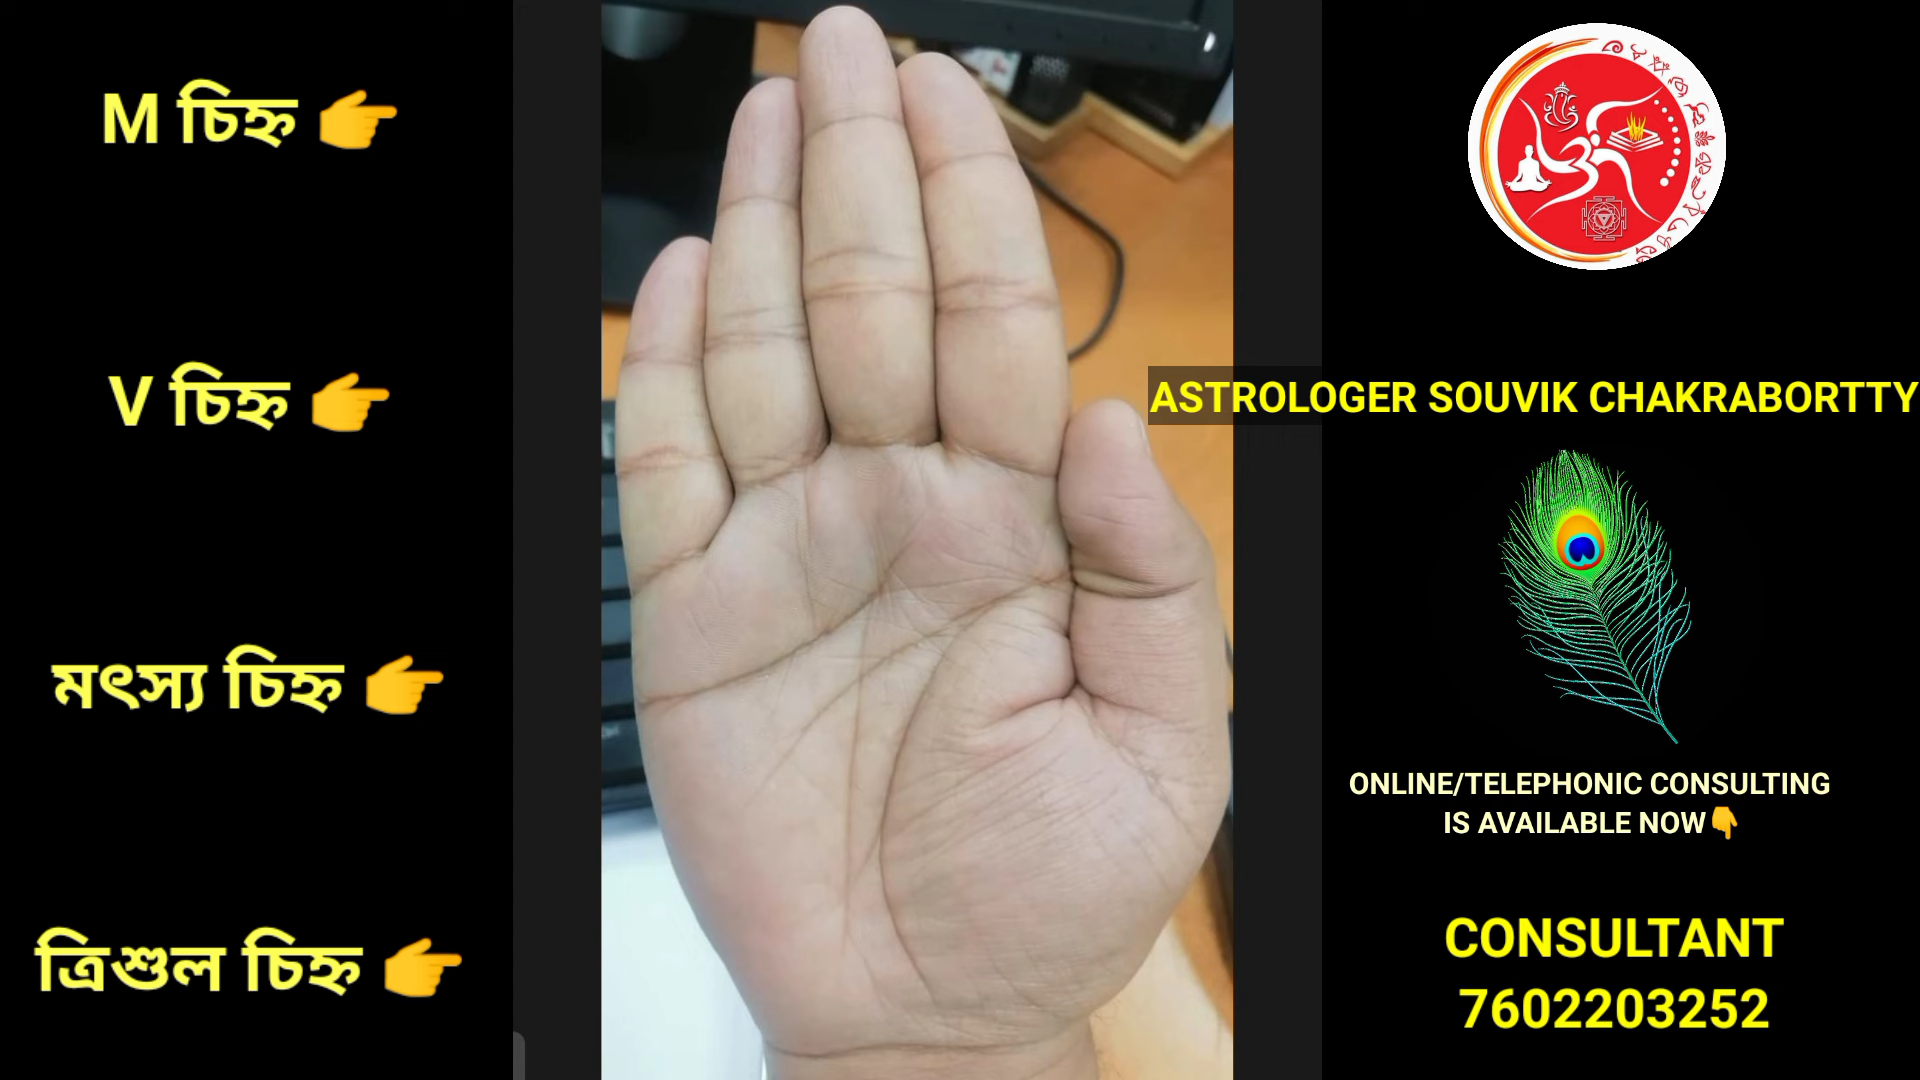 M চিহ্ন 👉
V চিহ্ন 👉
মৎস্য চিহ্ন 👉
ত্রিশুল চিহ্ন 👉
ASTROLOGER SOUVIK CHAKRABORTTY
ONLINE/TELEPHONIC CONSULTING
IS AVAILABLE NOW👇
CONSULTANT
7602203252